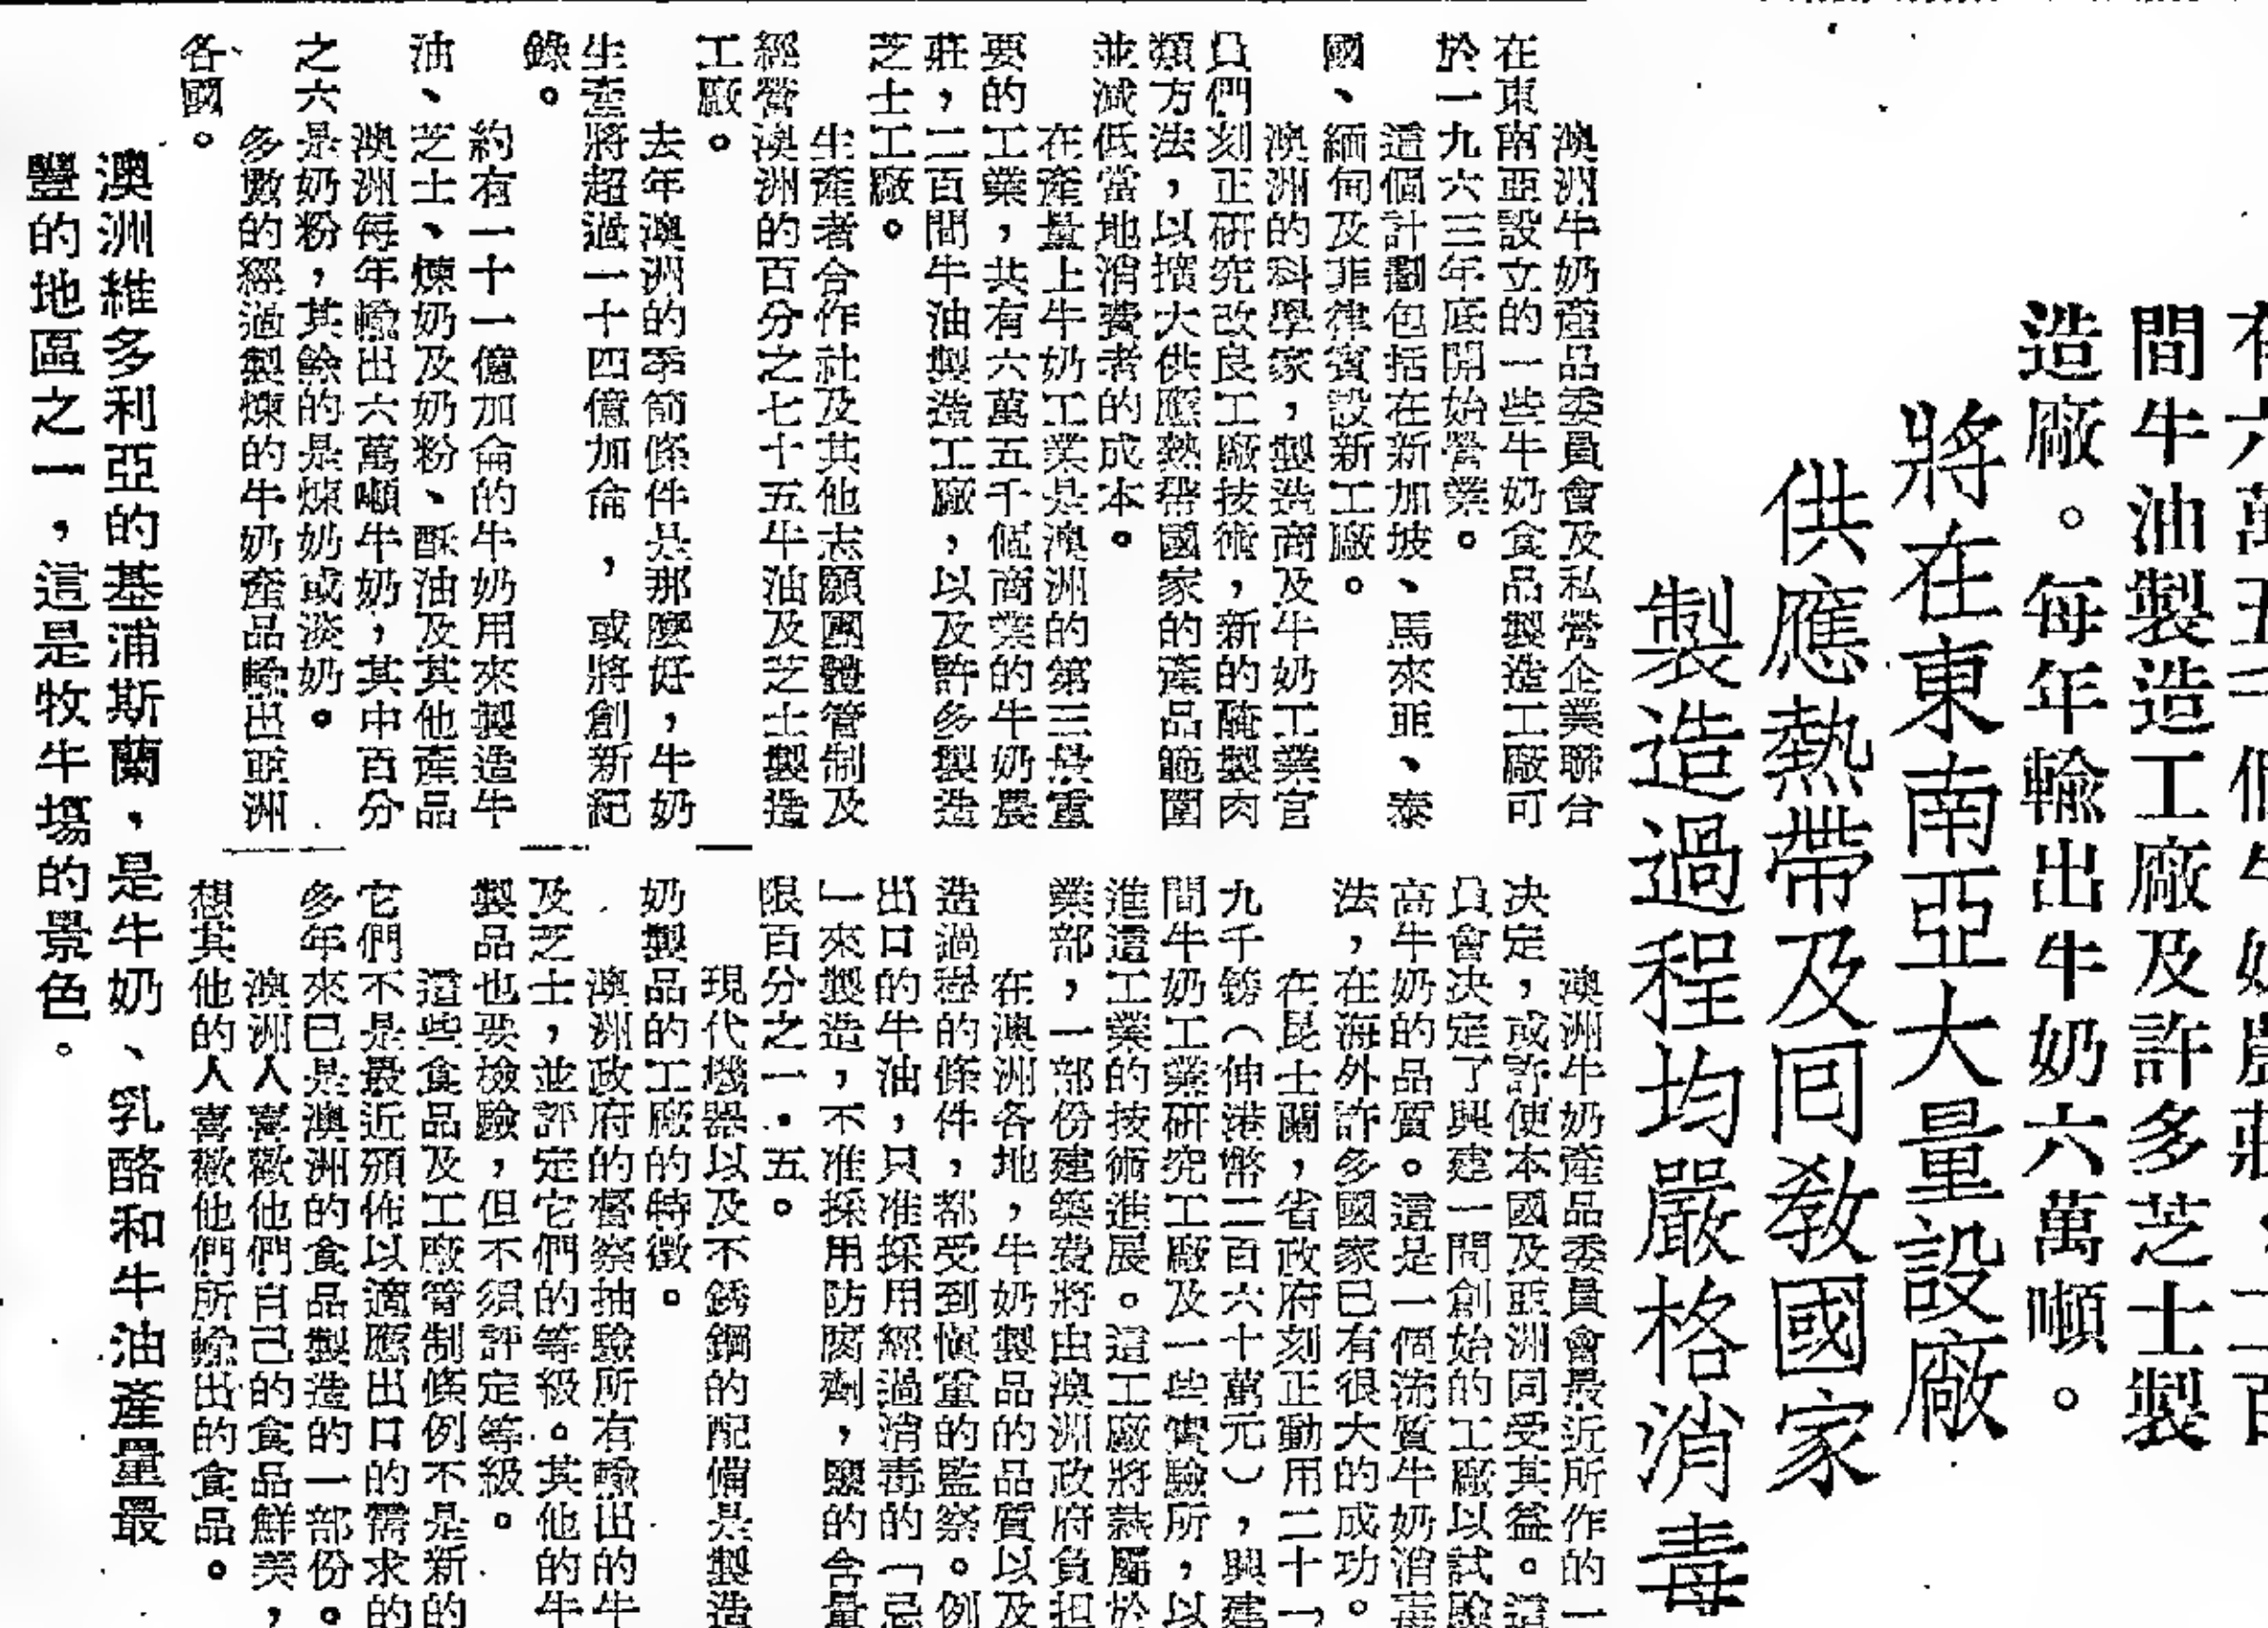 有六萬五千個牛奶農莊，二百
間牛油製造工廠及許多芝士製
造廠。每年輸出牛奶六萬噸。
將在東南亞大量設廠
供應熱帶及回教國家
製造過程均嚴格消毒
澳洲牛奶產品委員會及私營企業聯合
在東南亞設立的一些牛奶食品製造工廠可
於一九六三年底開始營業。
這個計劃包括在新加坡、馬來亞、泰
國、緬甸及菲律賓設新工廠。
澳洲的科學家，製造商及牛奶工業官
員們刻正研究改良工廠技術，新的醃製肉
類方法，以擴大供應熱帶國家的產品範圍
並減低當地消費者的成本。
在產量上牛奶工業是澳洲的第三最重
要的工業，共有六萬五千個商業的牛奶農
莊，二百間牛油製造工廠，以及許多製造
芝士工廠。
生產者合作社及其他志願團體管制及
經營澳洲的百分之七十五牛油及芝士製造
工廠。
去年澳洲的季節條件是那麼好，牛奶
生產將超過一十四億加侖，或將創新紀
錄。
約有一十一億加侖的牛奶用來製造牛
油、芝士、煉奶及奶粉、酥油及其他產品
澳洲每年輸出六萬噸牛奶，其中百分
之六是奶粉，其餘的是煉奶或淡奶。
多數的經過製煉的牛奶產品輸出亞洲
各國。
澳洲牛奶產品委員會最近所作的一
決定，或許使本國及亞洲同受其益。這
員會決定了興建一間創始的工廠以試驗
高牛奶的品質。這是一個流質牛奶消毒
法，在海外許多國家已有很大的成功。
在昆士蘭，省政府刻正動用二十一
九千鎊（伸港幣二百六十萬元），興建
間牛奶工業研究工廠及一些實驗所，以
進這工業的技術進展。這工廠將隸屬於
業部，一部份建築費將由澳洲政府負担
在澳洲各地，牛奶製品的品質以及
造過程的條件，都受到愼重的監察。例
出口的牛油，只准採用經過消毒的「忌
」來製造，不准採用防腐劑，鹽的含量
限百分之一．五。
現代機器以及不銹鋼的配備是製造
奶製品的工廠的特徵。
澳洲政府的督察抽驗所有輸出的牛
及芝士，並評定它們的等級。其他的牛
製品也要檢驗，但不須評定等級。
這些食品及工廠管制條例不是新的
它們不是最近頒佈以適應出口的需求的
多年來已是澳洲的食品製造的一部份。
澳洲人喜歡他們自己的食品鮮美，
想其他的人喜歡他們所輸出的食品。
澳洲維多利亞的基浦斯蘭，是牛奶、乳酪和牛油產量最
豐的地區之一，這是牧牛塲的景色。